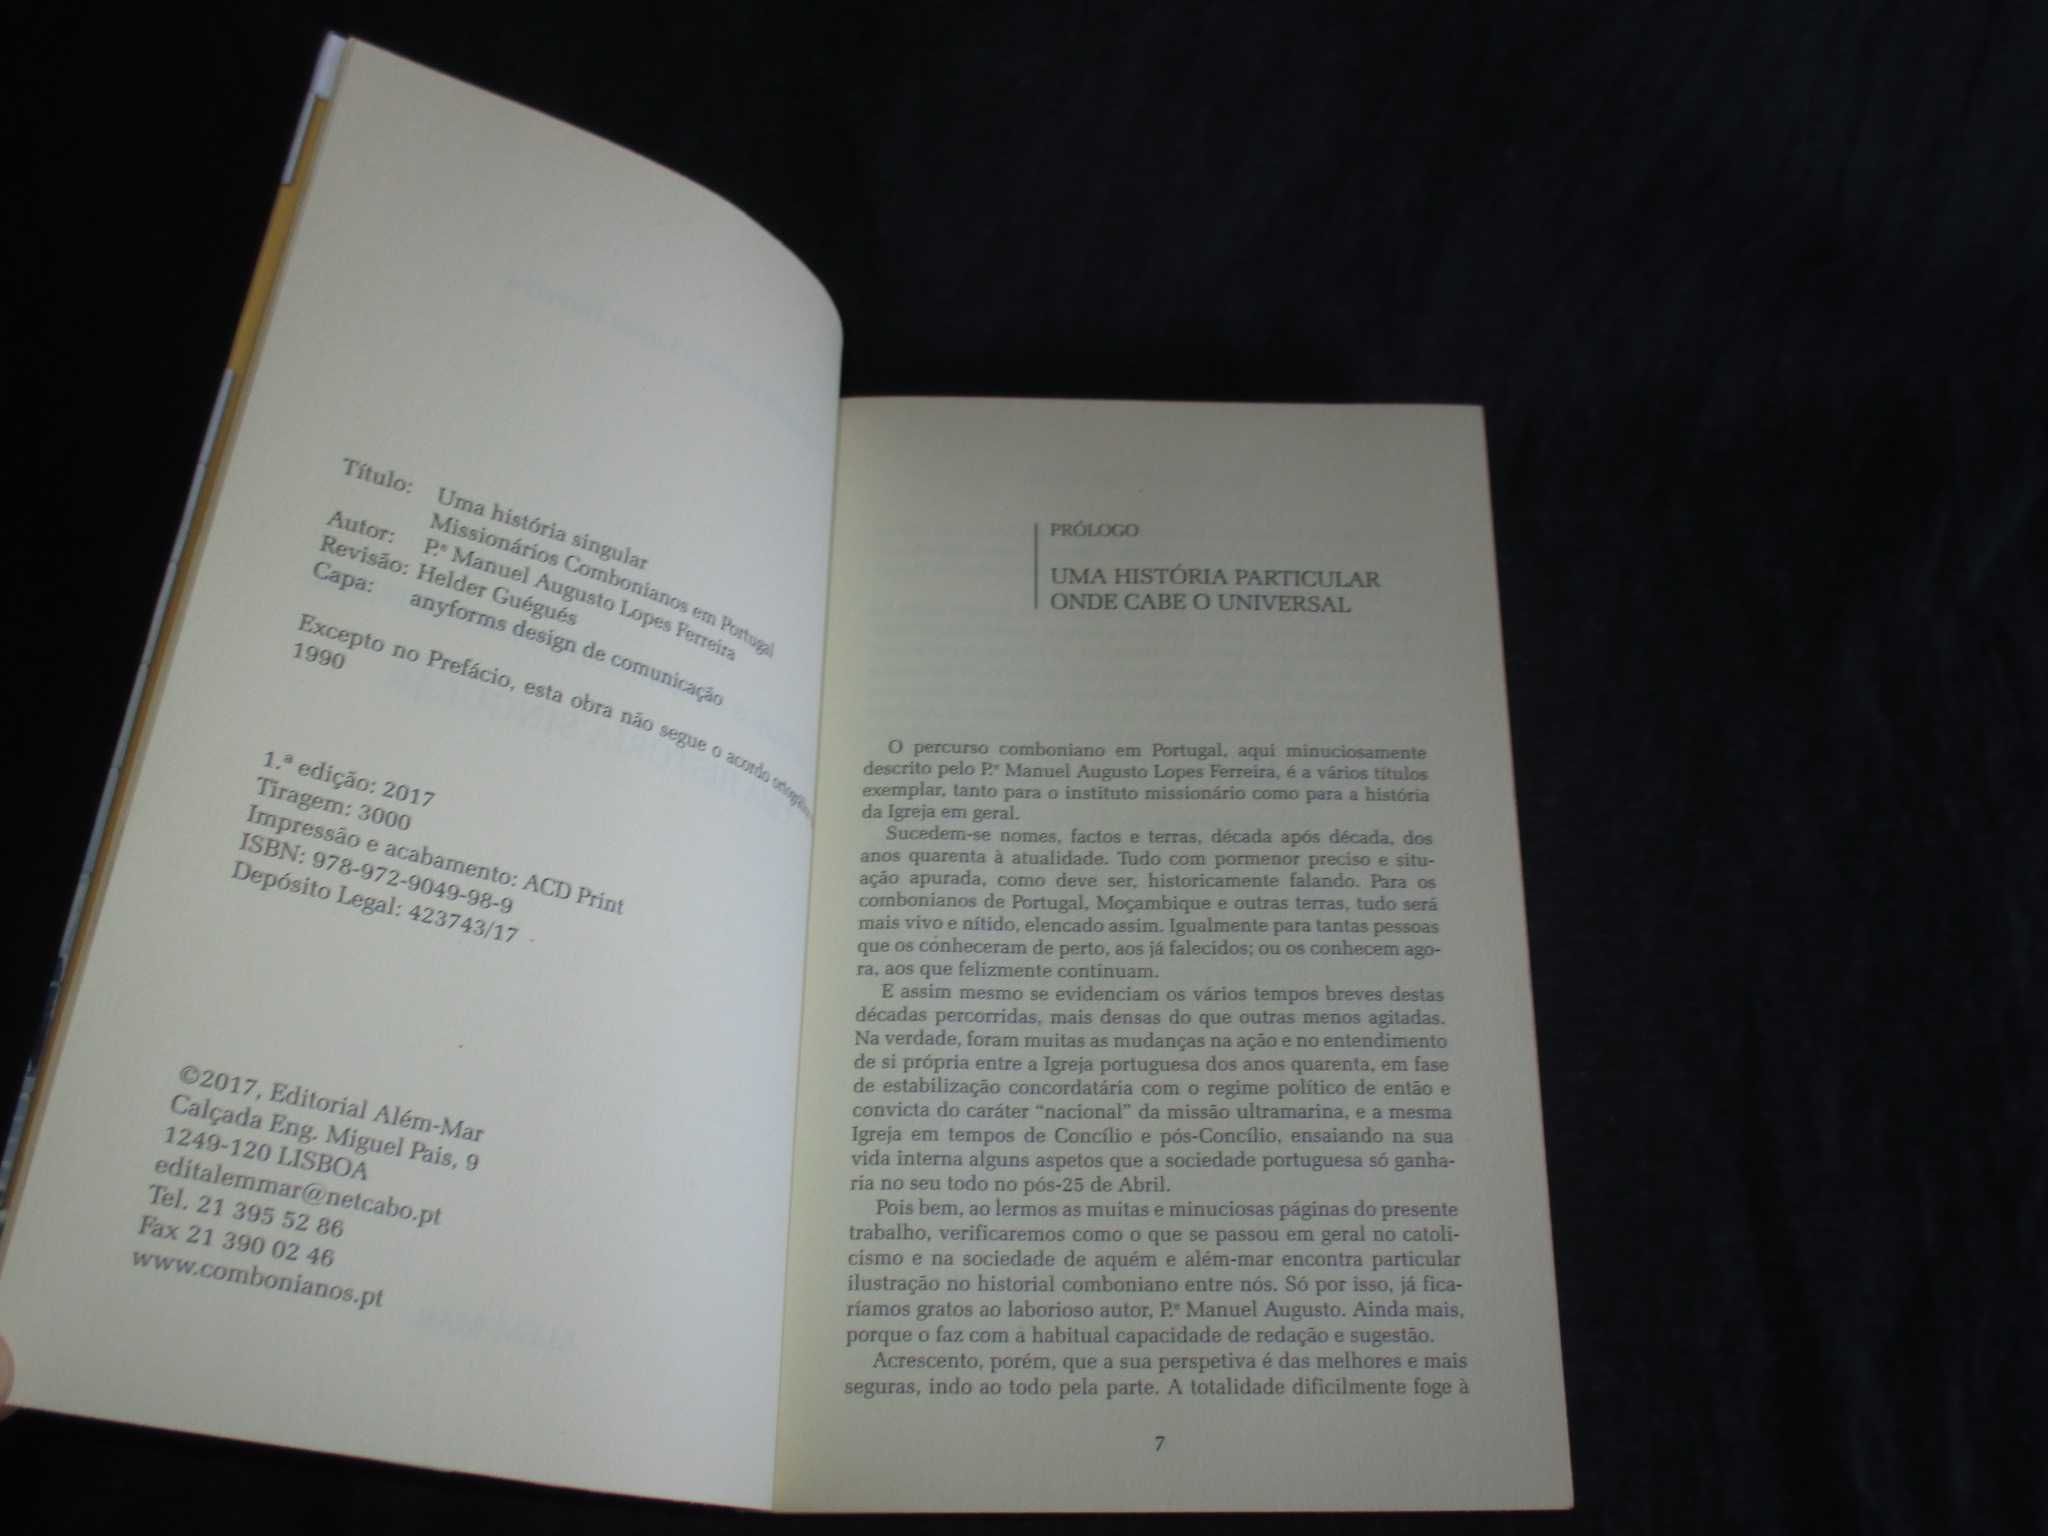 Título: Uma história singular
Missionários Combonianos em Portugal
Autor: P.ᵉ Manuel Augusto Lopes Ferreira
Revisão: Helder Guégués
Capa: anyforms design de comunicação
Excepto no Prefácio, esta obra não segue o acordo
1990
1.ª edição: 2017
Tiragem: 3000
Impressão e acabamento: ACD Print
ISBN: 978-972-9049-98-9
Depósito Legal: 423743/17
©2017, Editorial Além-Mar
Calçada Eng. Miguel Pais, 9
1249-120 LISBOA
editalemmar@netcabo.pt
Tel. 21 395 52 86
Fax 21 390 02 46
www.combonianos.pt
PRÓLOGO
UMA HISTÓRIA PARTICULAR
ONDE CABE O UNIVERSAL
O percurso comboniano em Portugal, aqui minuciosamente
descrito pelo P.ᵉ Manuel Augusto Lopes Ferreira, é a vários títulos
exemplar, tanto para o instituto missionário como para a história
da Igreja em geral.
Sucedem-se nomes, factos e terras, década após década, dos
anos quarenta à atualidade. Tudo com pormenor preciso e situ-
ação apurada, como deve ser, historicamente falando. Para os
combonianos de Portugal, Moçambique e outras terras, tudo será
mais vivo e nítido, elencado assim. Igualmente para tantas pessoas
que os conheceram de perto, aos já falecidos; ou os conhecem ago-
ra, aos que felizmente continuam.
E assim mesmo se evidenciam os vários tempos breves destas
décadas percorridas, mais densas do que outras menos agitadas.
Na verdade, foram muitas as mudanças na ação e no entendimento
de si própria entre a Igreja portuguesa dos anos quarenta, em fase
de estabilização concordatária com o regime político de então e
convicta do caráter “nacional” da missão ultramarina, e a mesma
Igreja em tempos de Concílio e pós-Concílio, ensaiando na sua
vida interna alguns aspetos que a sociedade portuguesa só ganha-
ria no seu todo no pós-25 de Abril.
Pois bem, ao lermos as muitas e minuciosas páginas do presente
trabalho, verificaremos como o que se passou em geral no catoli-
cismo e na sociedade de aquém e além-mar encontra particular
ilustração no historial comboniano entre nós. Só por isso, já fica-
ríamos gratos ao laborioso autor, P.ᵉ Manuel Augusto. Ainda mais,
porque o faz com a habitual capacidade de redação e sugestão.
Acrescento, porém, que a sua perspetiva é das melhores e mais
seguras, indo ao todo pela parte. A totalidade dificilmente foge à
7